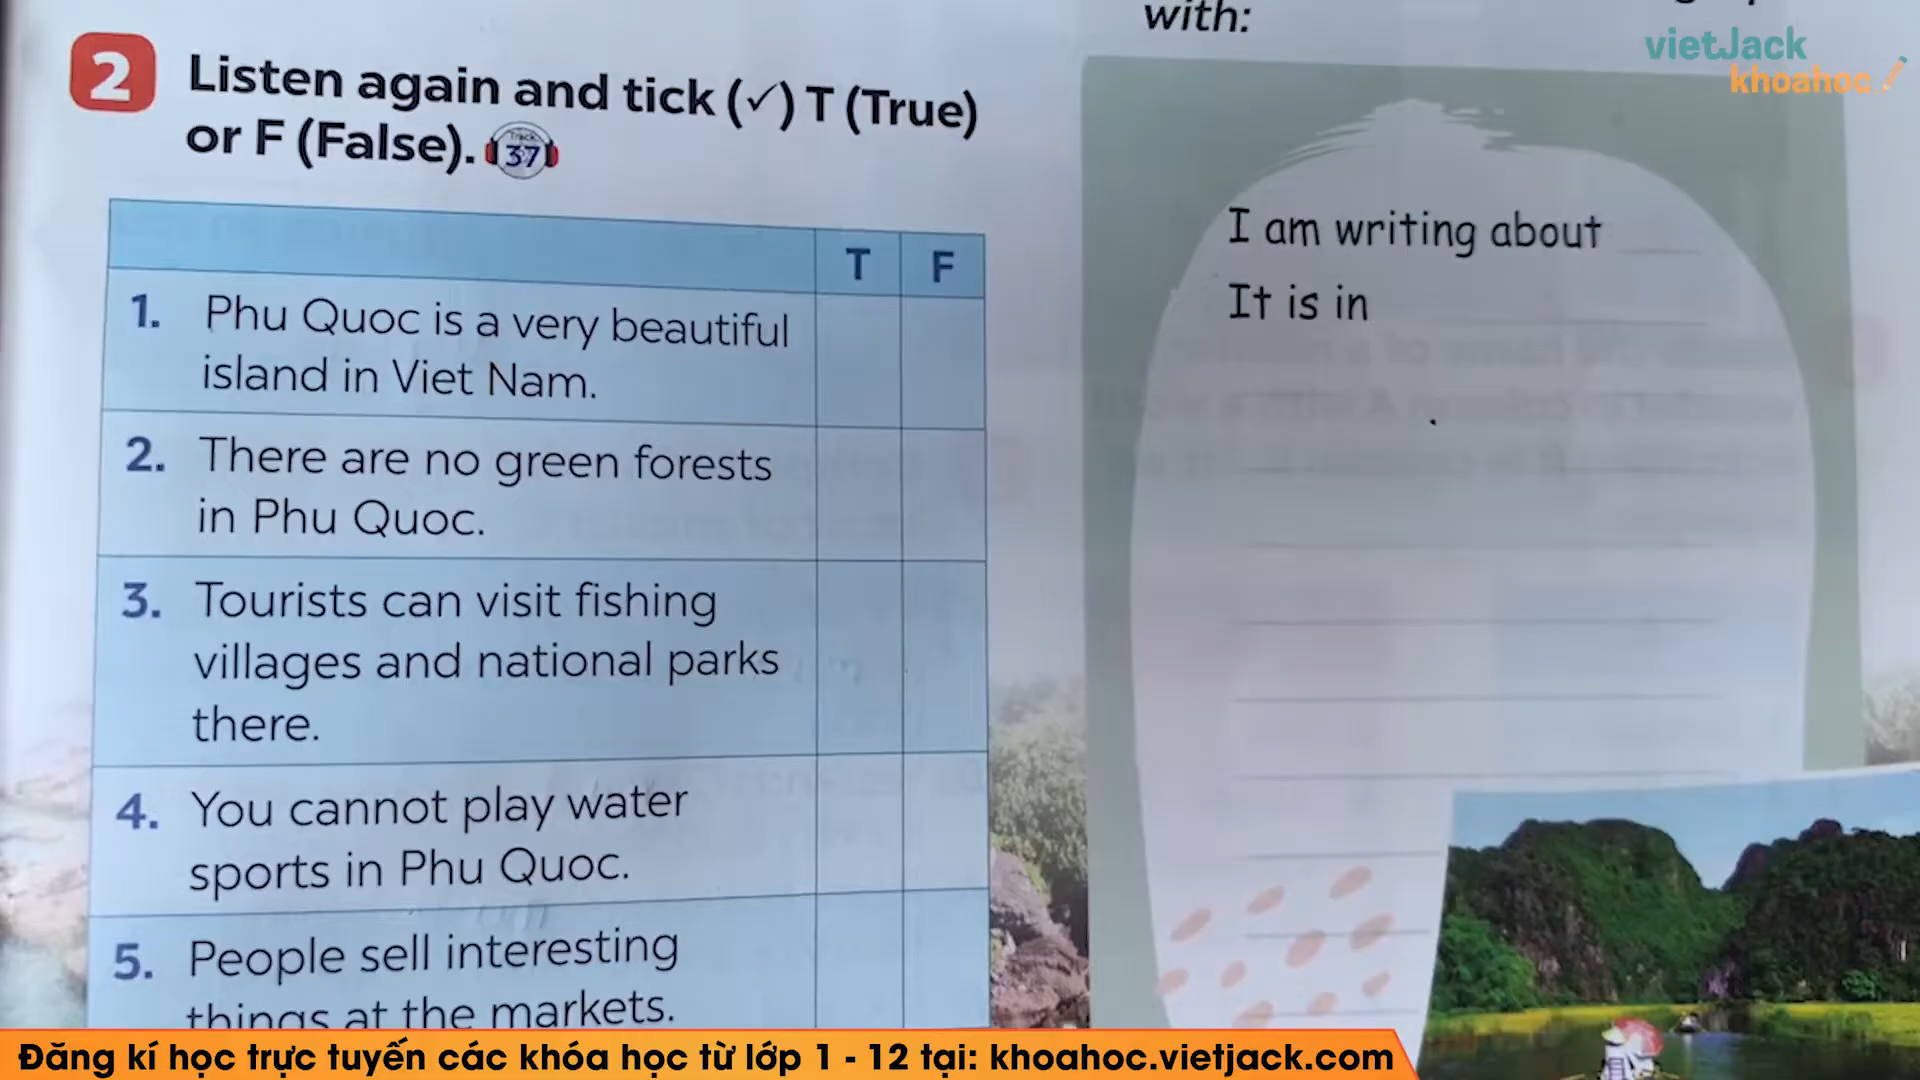 with:
vietJack
khoahoc
2 Listen again and tick (✓) T (True)
or F (False). Track 37
T F
1. Phu Quoc is a very beautiful
island in Viet Nam.
2. There are no green forests
in Phu Quoc.
3. Tourists can visit fishing
villages and national parks
there.
4. You cannot play water
sports in Phu Quoc.
5. People sell interesting
things at the markets.
I am writing about
It is in
Đăng kí học trực tuyến các khóa học từ lớp 1 - 12 tại: khoahoc.vietjack.com